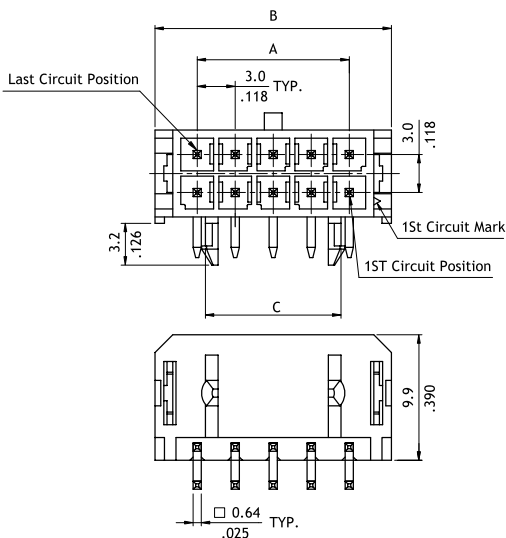 B
A
Last Circuit Position
3.0
.118
TYP.
3.0
.118
1St Circuit Mark
3.2
.126
1ST Circuit Position
C
9.9
.390
□ 0.64
.025
TYP.